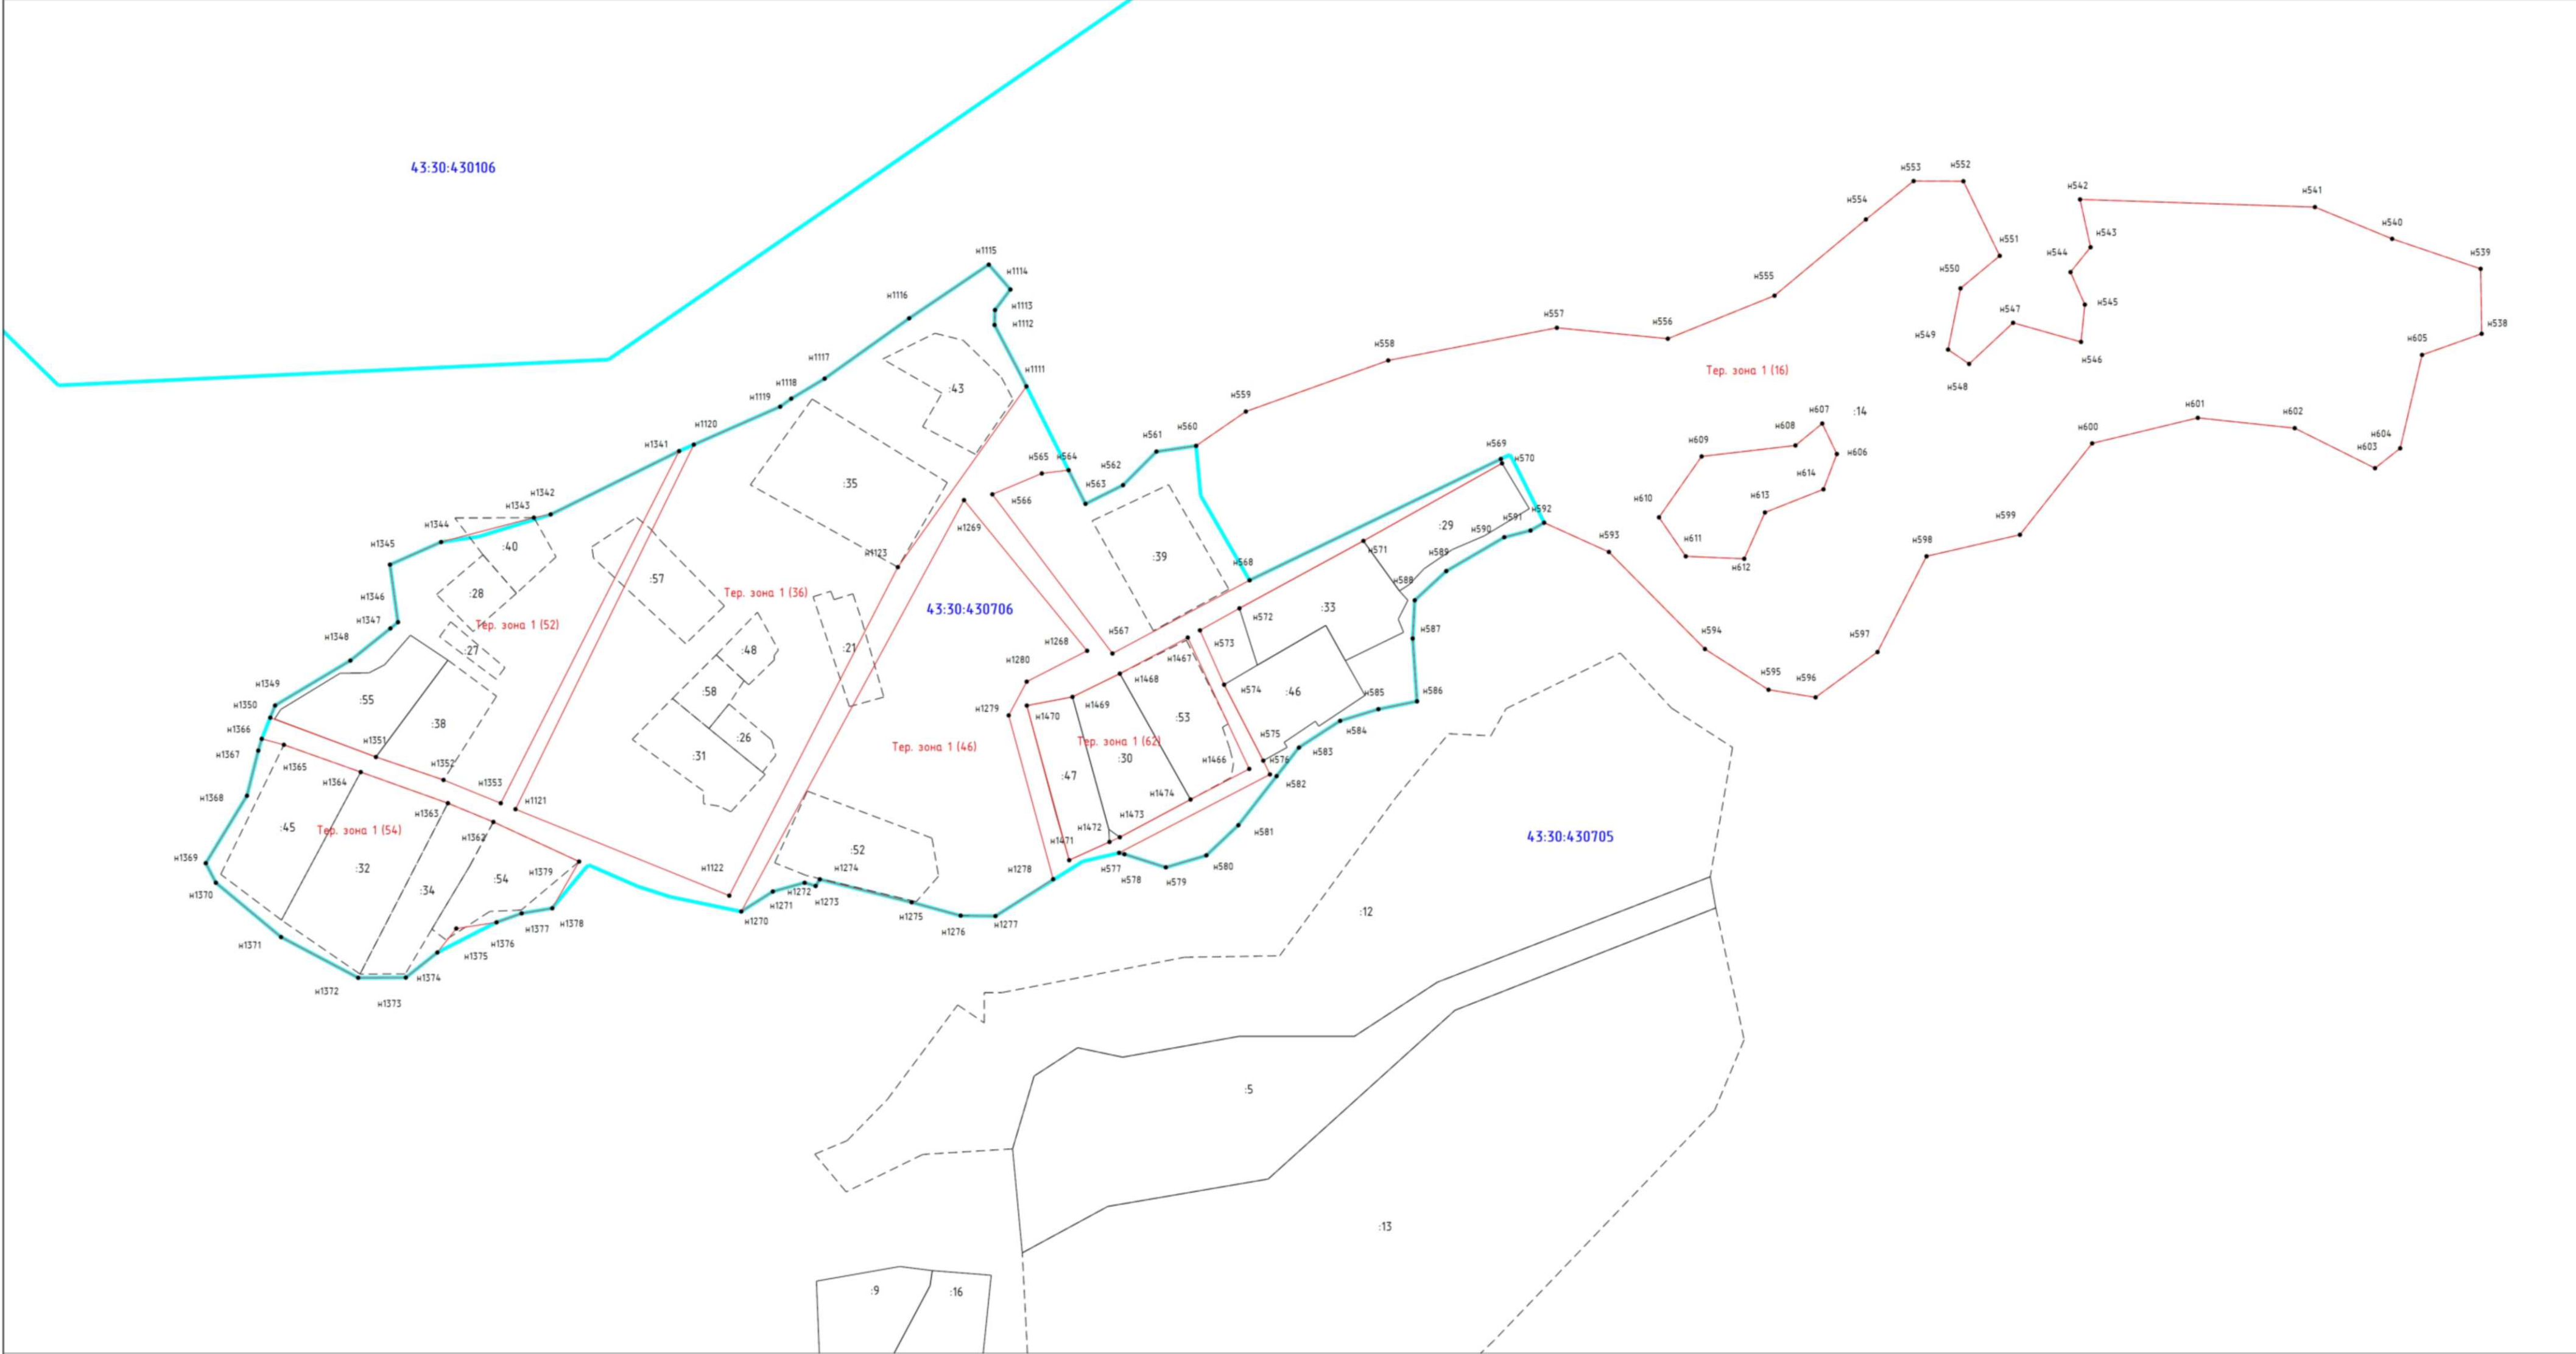 43:30:430106
н553
н552
н542
н541
н554
н543
н540
н551
н544
н539
н1115
н1114
н550
н555
н1116
н1113
н545
н547
н1112
н557
н556
н549
н538
н605
н558
н1117
н546
Тер. зона 1 (16)
н1111
н1118
:43
н548
н1119
н559
н601
н607
:14
н602
н1120
н560
н608
н600
н604
н561
н569
н1341
н564
н609
н603
н565
н570
н606
н562
н614
:35
н1342
н563
н613
н1343
н566
н610
н592
н591
н1344
н1269
:29
н590
н599
н593
н1345
:40
н571
н611
н1123
н589
:39
н598
н568
н612
:57
н588
:28
Тер. зона 1 (36)
н1346
43:30:430706
:33
н572
н1347
Тер. зона 1 (52)
н587
н594
н597
н1268
н573
н567
:27
:48
:21
н1348
н1467
н1280
н595
н596
н1468
н1349
:58
н574
:46
н585
н586
:55
н1469
н1350
н1279
н1470
:53
:38
н1366
н584
н575
:26
н1351
Тер. зона 1 (62)
Тер. зона 1 (46)
н583
н1367
:31
:30
н1466
н576
н1352
н1365
:47
н1364
н582
н1353
н1368
н1474
н1121
н1363
н1473
:45
Тер. зона 1 (54)
н1472
н581
43:30:430705
н1362
н1471
:52
н1369
н1274
н1122
н1278
н577
н580
:32
н1379
:54
н578
н579
н1370
:34
н1271
н1272
н1273
:12
н1270
н1275
н1378
н1277
н1377
н1276
н1371
н1376
н1375
н1374
н1372
н1373
:5
:13
:9
:16